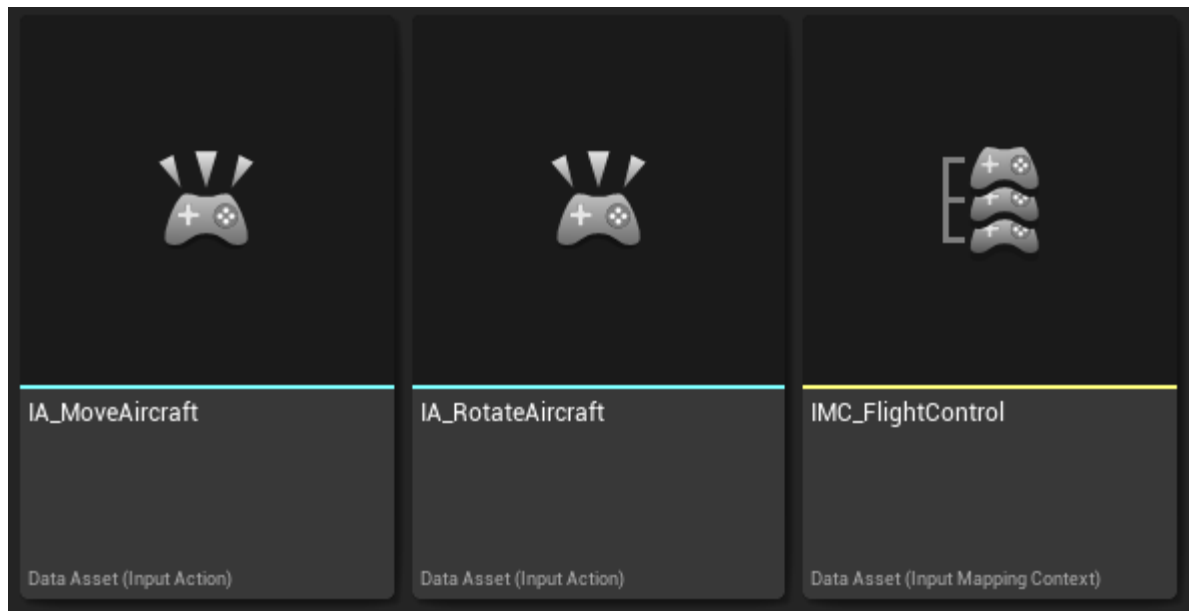 IA_MoveAircraft
Data Asset (Input Action)
IA_RotateAircraft
Data Asset (Input Action)
IMC_FlightControl
Data Asset (Input Mapping Context)